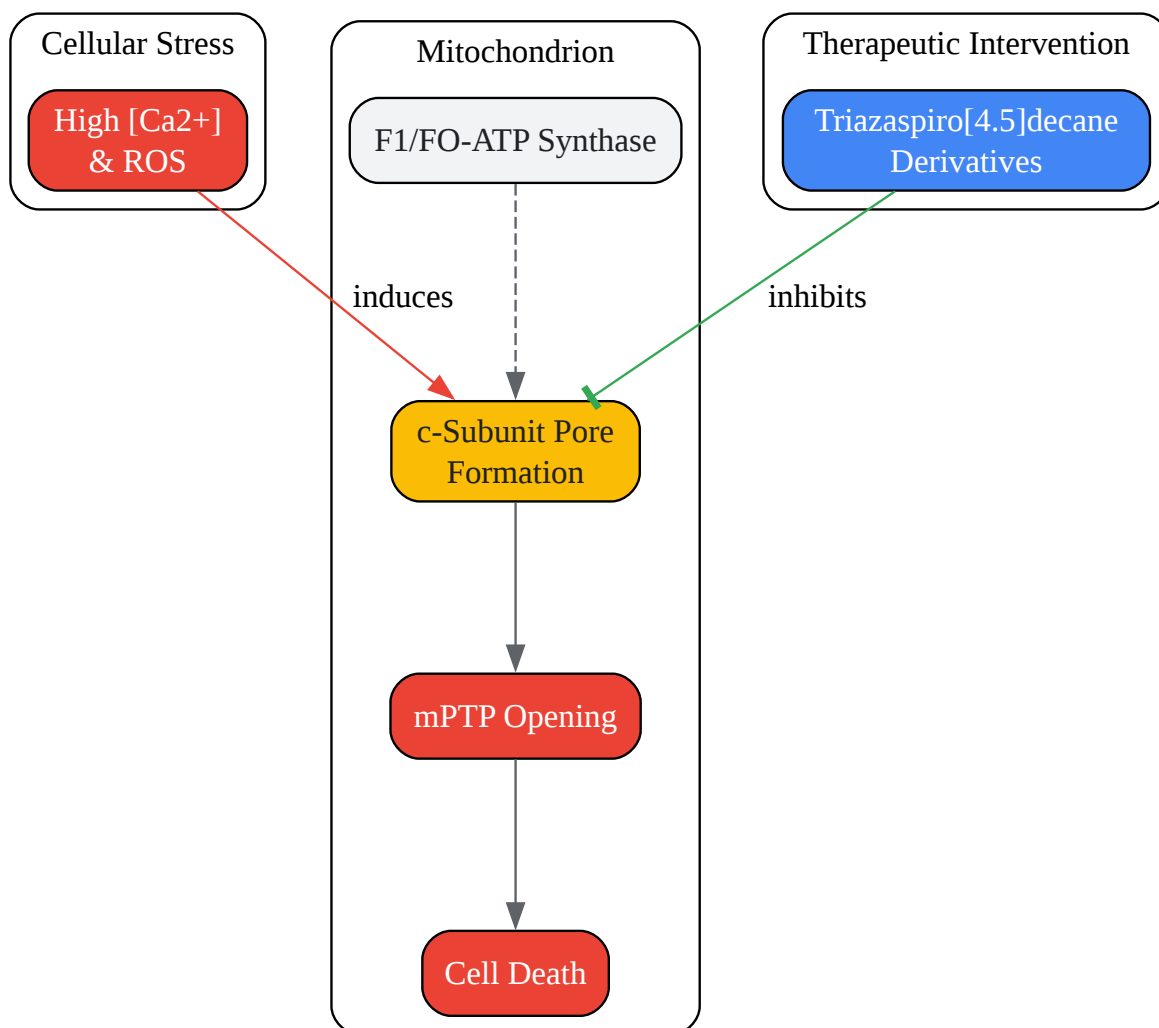 Cellular Stress
High [Ca2+]
& ROS
Mitochondrion
F1/FO-ATP Synthase
Therapeutic Intervention
Triazaspiro[4.5]decane
Derivatives
induces
inhibits
c-Subunit Pore
Formation
mPTP Opening
Cell Death